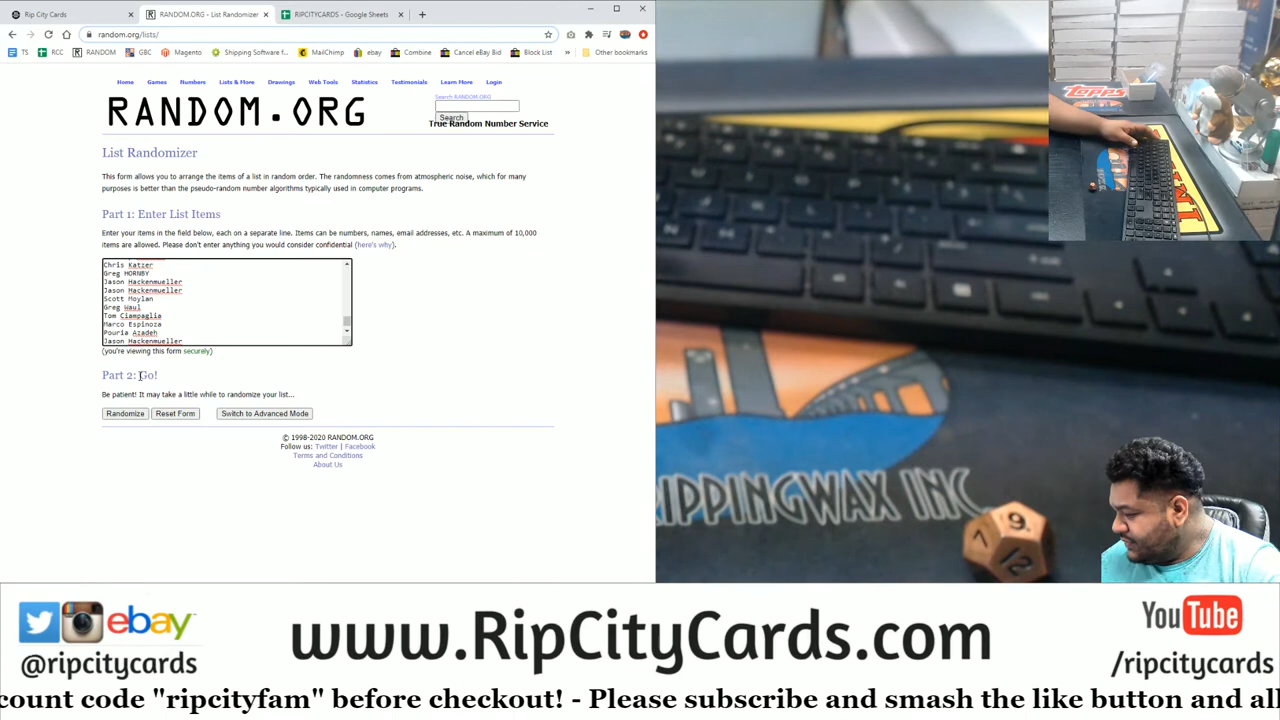 Rip City Cards
RANDOM.ORG - List Randomizer
RIPCITYCARDS - Google Sheets
random.org/lists/
TS
RCC
RANDOM
GBC
Magento
Shipping Software f...
MailChimp
ebay
Combine
Cancel eBay Bid
Block List
»
Other bookmarks
Home
Games
Numbers
Lists & More
Drawings
Web Tools
Statistics
Testimonials
Learn More
Login
RANDOM.ORG
Search RANDOM.ORG
Search
True Random Number Service
List Randomizer
This form allows you to arrange the items of a list in random order. The randomness comes from atmospheric noise, which for many
purposes is better than the pseudo-random number algorithms typically used in computer programs.
Part 1: Enter List Items
Enter your items in the field below, each on a separate line. Items can be numbers, names, email addresses, etc. A maximum of 10,000
items are allowed. Please don't enter anything you would consider confidential (here's why).
Chris Katzer
Greg HORNBY
Jason Hackenmueller
Jason Hackenmueller
Scott Moylan
Greg Waul
Tom Ciampaglia
Marco Espinoza
Pouria Azadeh
Jason Hackenmueller
(you're viewing this form securely)
Part 2: Go!
Be patient! It may take a little while to randomize your list...
Randomize
Reset Form
Switch to Advanced Mode
© 1998-2020 RANDOM.ORG
Follow us: Twitter | Facebook
Terms and Conditions
About Us
topps
RIPPINGWAX INC
7
9
12
ebay
@ripcitycards
www.RipCityCards.com
YouTube
/ripcitycards
count code "ripcityfam" before checkout! - Please subscribe and smash the like button and all